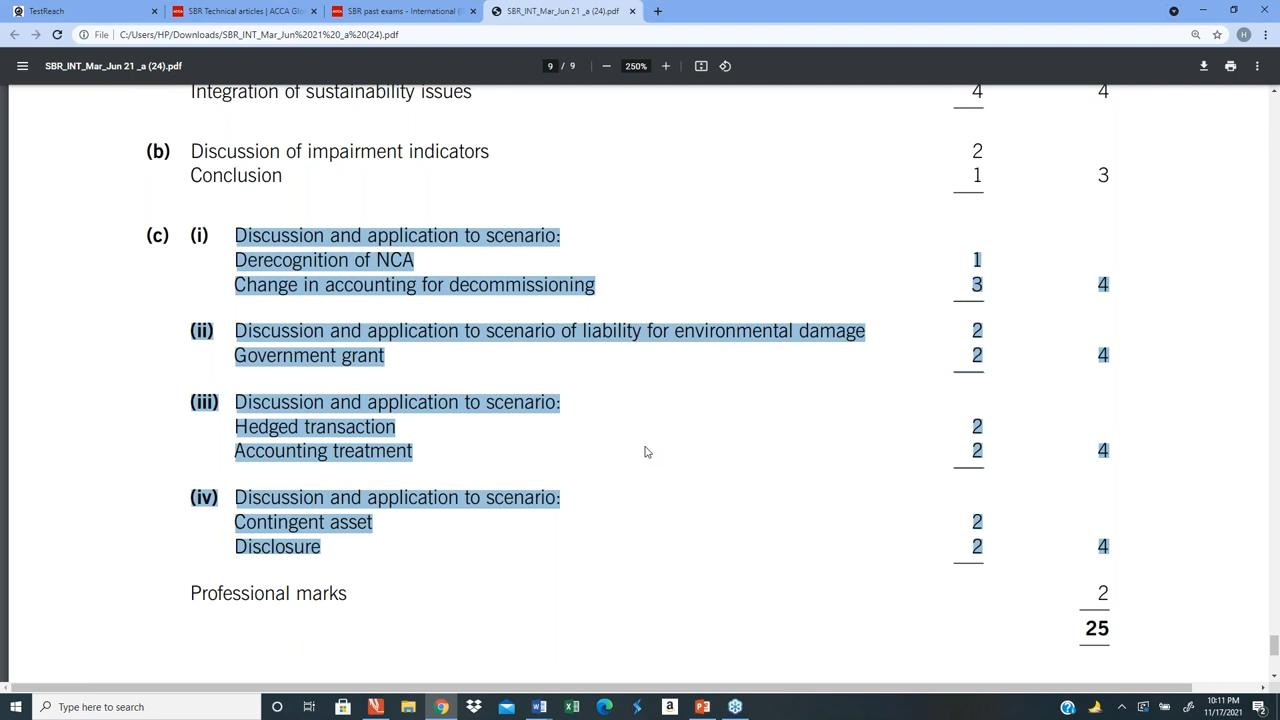 TestReach
SBR Technical articles | ACCA Glo
SBR past exams - International (
SBR_INT_Mar_Jun 21 _a (24).pdf
File | C:/Users/HP/Downloads/SBR_INT_Mar_Jun%2021%20_a%20(24).pdf
H
SBR_INT_Mar_Jun 21 _a (24).pdf
9 / 9
250%
Integration of sustainability issues 4 4
(b) Discussion of impairment indicators 2
Conclusion 1 3
(c) (i) Discussion and application to scenario:
Derecognition of NCA 1
Change in accounting for decommissioning 3 4
(ii) Discussion and application to scenario of liability for environmental damage 2
Government grant 2 4
(iii) Discussion and application to scenario:
Hedged transaction 2
Accounting treatment 2 4
(iv) Discussion and application to scenario:
Contingent asset 2
Disclosure 2 4
Professional marks 2
25
Type here to search
10:11 PM
11/17/2021